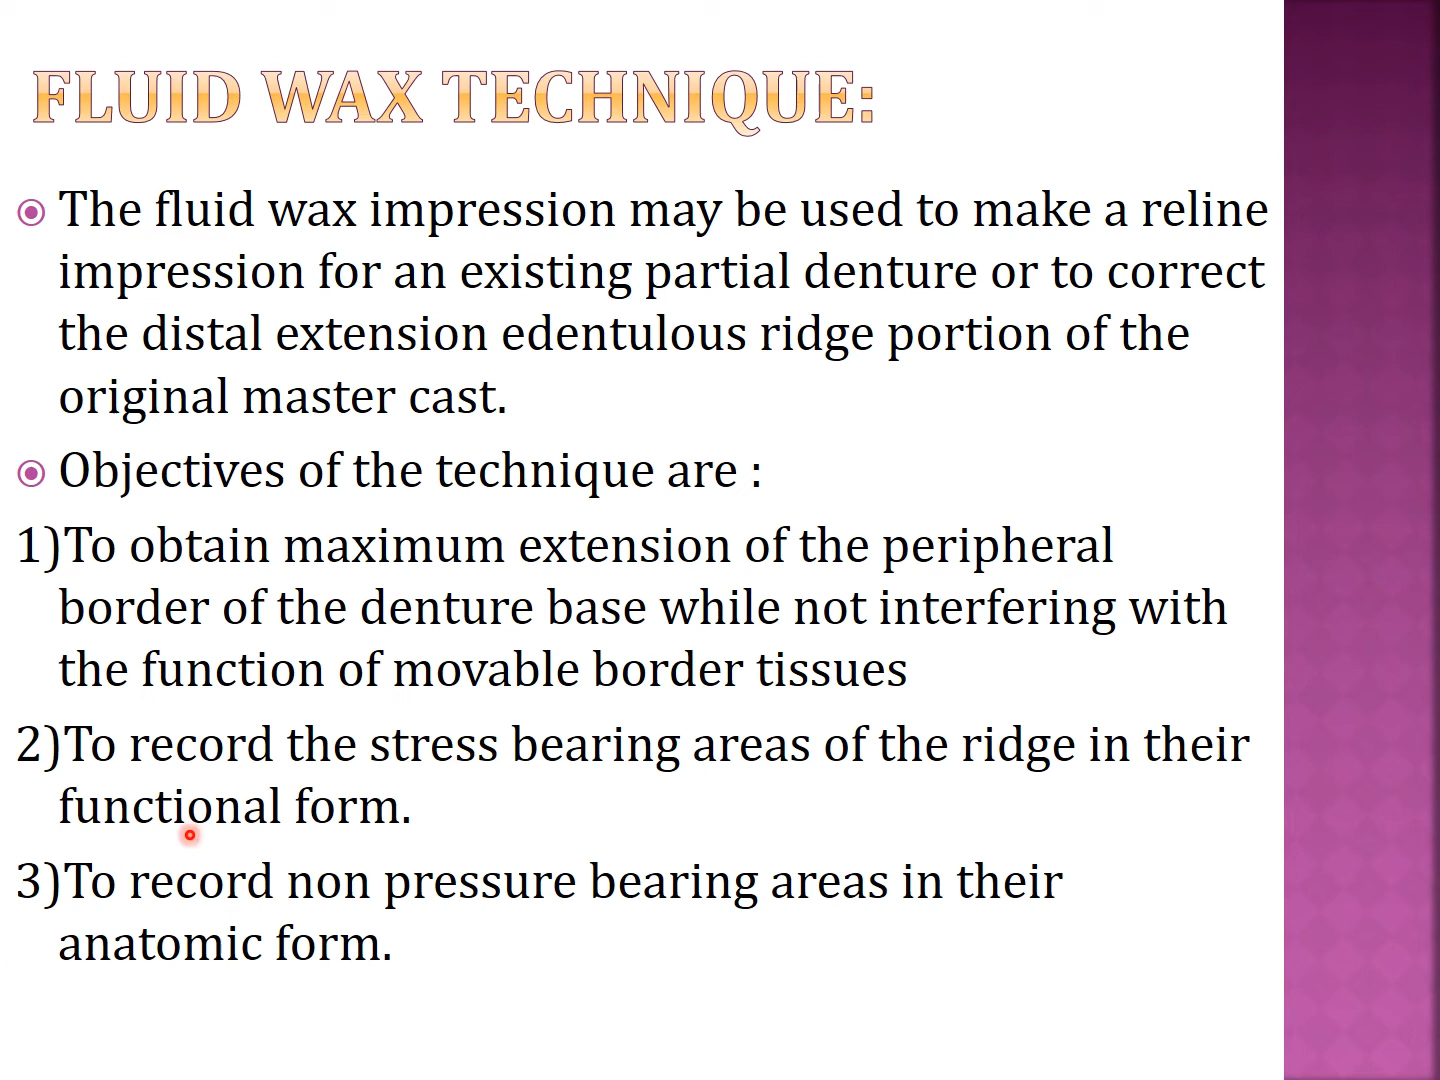 FLUID WAX TECHNIQUE:
The fluid wax impression may be used to make a reline
impression for an existing partial denture or to correct
the distal extension edentulous ridge portion of the
original master cast.
Objectives of the technique are :
1)To obtain maximum extension of the peripheral
border of the denture base while not interfering with
the function of movable border tissues
2)To record the stress bearing areas of the ridge in their
functional form.
3)To record non pressure bearing areas in their
anatomic form.